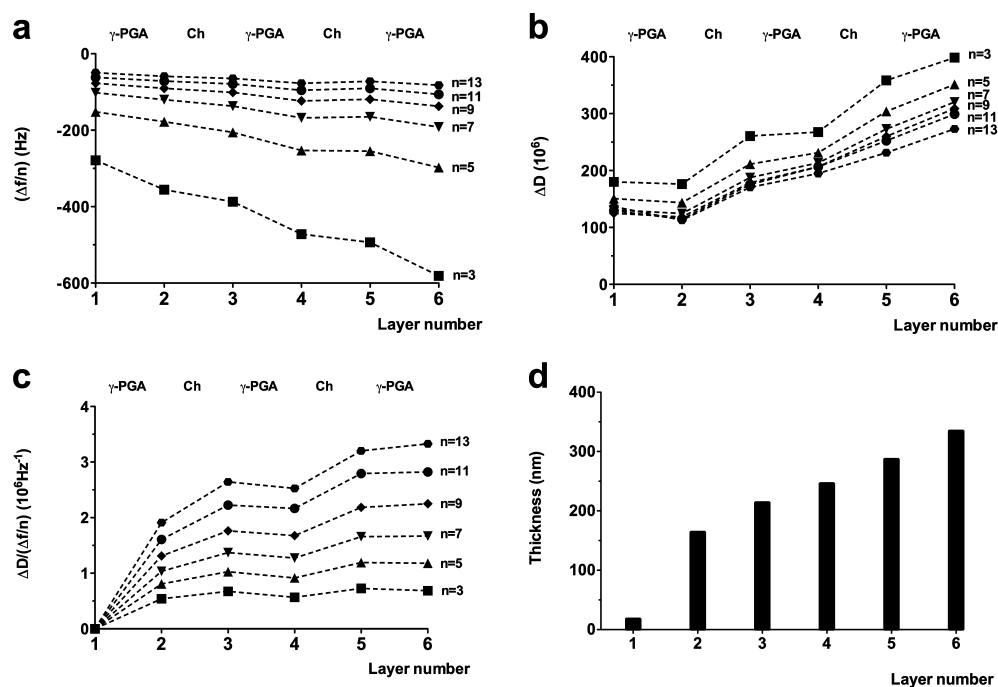 a
γ-PGA Ch γ-PGA Ch γ-PGA
0
-200
-400
-600
(Δf/n) (Hz)
n=13
n=11
n=9
n=7
n=5
n=3
1 2 3 4 5 6
Layer number
b
γ-PGA Ch γ-PGA Ch γ-PGA
400
300
200
100
0
ΔD (10⁶)
n=3
n=5
n=7
n=9
n=11
n=13
1 2 3 4 5 6
Layer number
c
γ-PGA Ch γ-PGA Ch γ-PGA
4
3
2
1
0
ΔD/(Δf/n) (10⁶Hz⁻¹)
n=13
n=11
n=9
n=7
n=5
n=3
1 2 3 4 5 6
Layer number
d
400
300
200
100
0
Thickness (nm)
1 2 3 4 5 6
Layer number